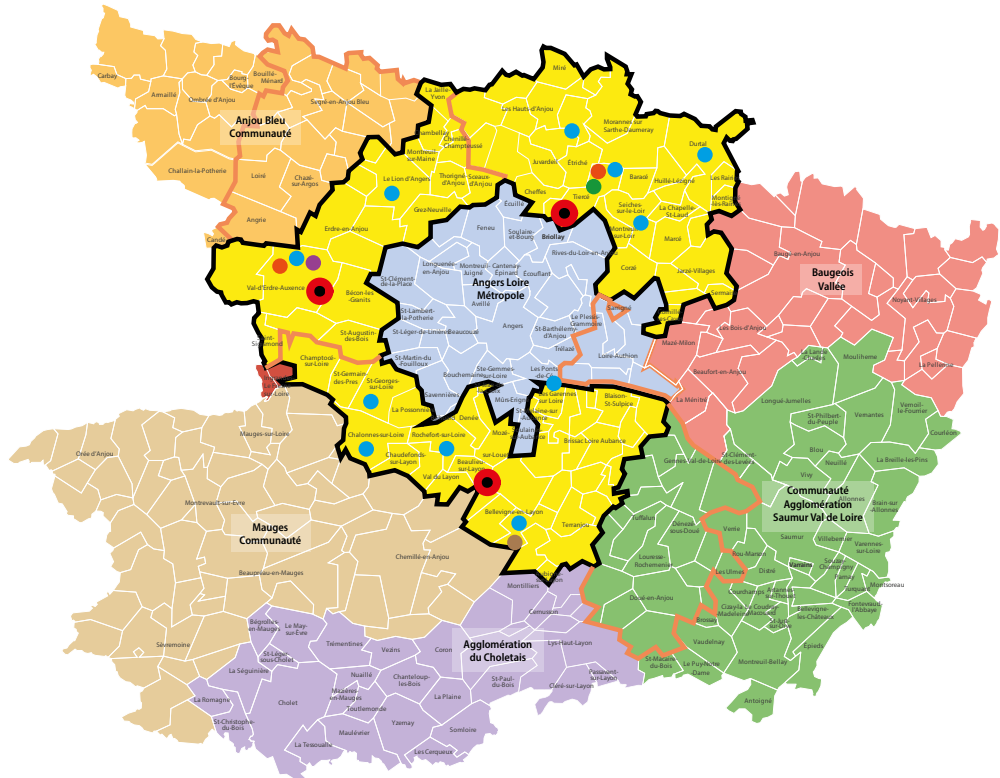 Carbay
Armaillé
Bourg-
l'Évêque
Bouillé-
Ménard
Ombrée d'Anjou
Segré-en-Anjou Bleu
Anjou Bleu
Communauté
Challain-la-Potherie
Loiré
Chazé-
sur-Argos
Angrie
La Jaille-
Yvon
Miré
Les Hauts-d'Anjou
Morannes sur
Sarthe-Daumeray
Chenillé-
Champteussé
Montreuil-
sur-Maine
Durtal
Juvardeil
Étriché
Baracé
Huillé-Lézigné
Thorigné-
d'Anjou
Sceaux-
d'Anjou
Le Lion d'Angers
Cheffes
Tiercé
Seiches-
sur-le-Loir
La Chapelle-
St-Laud
Grez-Neuville
Écuillé
Erdre-en-Anjou
Feneu
Soulaire-
et-Bourg
Briollay
Marcé
Rives-du-Loir-en-Anjou
Corzé
Jarzé-Villages
Baugé-en-Anjou
Baugeois
Vallée
Noyant-Villages
Longuenée-
en-Anjou
Montreuil-
Juigné
Cantenay-
Épinard
Écouflant
St-Clément-
de-la-Place
Angers Loire
Métropole
Val-d'Erdre-Auxence
Bécon-les
-Granits
Avrillé
St-Lambert-
la-Potherie
Angers
Le Plessis-
Grammoire
St-Léger-de-Linières
Beaucouzé
St-Barthélemy-
d'Anjou
St-Augustin-
des-Bois
Trélazé
Loire-Authion
Les Bois-d'Anjou
Mazé-Milon
Beaufort-en-Anjou
La Ménitré
La Lande
Chasles
Mouliherne
La Pellerine
Champtocé-
sur-Loire
St-Martin-du
Fouilloux
St-Germain-
des-Pres
St-Georges-
sur-Loire
Bouchemaine
Ste-Gemmes-
sur-Loire
Les Ponts-
de-Cé
Savennières
La Possonnière
Mûrs-Erigné
Les Garennes
sur Loire
Blaison-
St-Sulpice
Denée
Mozé-
sur-Louet
Brissac Loire Aubance
Longué-Jumelles
Vernantes
Vernoil-
le-Fourrier
St-Philbert-
du-Peuple
Courléon
Blou
Neuillé
La Breille-les-Pins
Vivy
Allonnes
Brain-sur
-Allonnes
Mauges-sur-Loire
Orée d'Anjou
Chalonnes-sur-Loire
Rochefort-sur-Loire
Chaudefonds-
sur-Layon
Beaulieu-
sur-Layon
Val du Layon
Gennes-Val-de-Loire
St-Clément-
des-Levées
Communauté
Agglomération
Saumur Val de Loire
Montrevault-sur-Evre
Mauges
Communauté
Bellevigne-en-Layon
Terranjou
Tuffalun
Dénezé-
sous-Doué
Verrie
Saumur
Villebernier
Varennes-
sur-Loire
Chemillé-en-Anjou
Beaupréau-en-Mauges
Louresse-
Rochemenier
Rou-Marson
Les Ulmes
Distré
Varrains
Souzay-
Champigny
Parnay
Turquant
Montsoreau
Montilliers
Doué-en-Anjou
Courchamps
Artannes-
sur-Thouet
Fontevraud-
l'Abbaye
Bellevigne-
les-Châteaux
Brossay
Epieds
Vaudelnay
Montreuil-Bellay
Le Puy-Notre
-Dame
St-Macaire-
du-Bois
Antoigné
Cernusson
Agglomération
du Choletais
Lys-Haut-Layon
Passavant-
sur-Layon
Cléré-sur-Layon
Sèvremoine
Bégrolles-
en-Mauges
Le May-
sur-Èvre
St-Léger-
sous-Cholet
Trémentines
Vezins
Coron
La Séguinière
Nuaillé
Chanteloup-
les-Bois
St-Paul-
du-Bois
La Romagne
Cholet
Mazières-
en-Mauges
Toutlemonde
La Plaine
St-Christophe-
du-Bois
Yzernay
Maulévrier
Somloire
La Tessoualle
Les Cerqueux